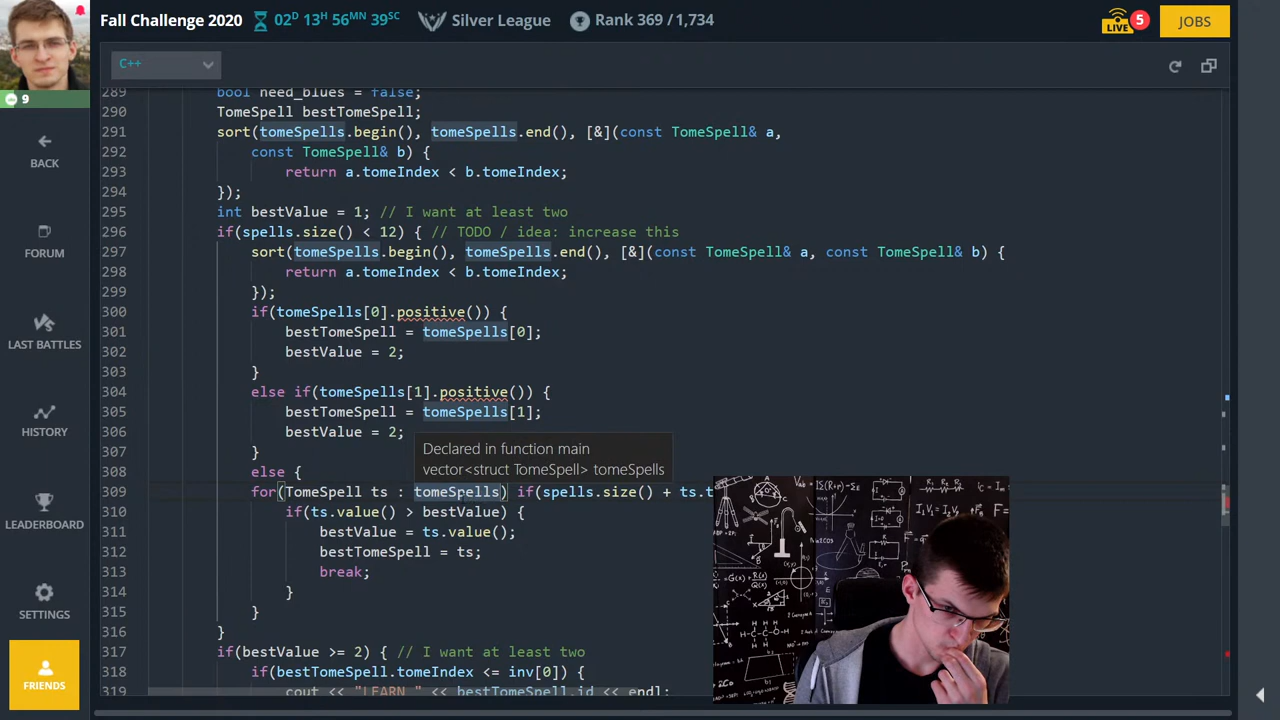 Fall Challenge 2020 02D 13H 56MN 39SC Silver League Rank 369 / 1,734 LIVE 5 JOBS
C++
9
BACK
FORUM
LAST BATTLES
HISTORY
LEADERBOARD
SETTINGS
FRIENDS
289 bool need_blues = false;
290 TomeSpell bestTomeSpell;
291 sort(tomeSpells.begin(), tomeSpells.end(), [&](const TomeSpell& a,
292 const TomeSpell& b) {
293 return a.tomeIndex < b.tomeIndex;
294 });
295 int bestValue = 1; // I want at least two
296 if(spells.size() < 12) { // TODO / idea: increase this
297 sort(tomeSpells.begin(), tomeSpells.end(), [&](const TomeSpell& a, const TomeSpell& b) {
298 return a.tomeIndex < b.tomeIndex;
299 });
300 if(tomeSpells[0].positive()) {
301 bestTomeSpell = tomeSpells[0];
302 bestValue = 2;
303 }
304 else if(tomeSpells[1].positive()) {
305 bestTomeSpell = tomeSpells[1];
306 bestValue = 2;
307 }
Declared in function main
vector<struct TomeSpell> tomeSpells
308 else {
309 for(TomeSpell ts : tomeSpells) if(spells.size() + ts.t
310 if(ts.value() > bestValue) {
311 bestValue = ts.value();
312 bestTomeSpell = ts;
313 break;
314 }
315 }
316 }
317 if(bestValue >= 2) { // I want at least two
318 if(bestTomeSpell.tomeIndex <= inv[0]) {
319 cout << "LEARN " << bestTomeSpell.id << endl;